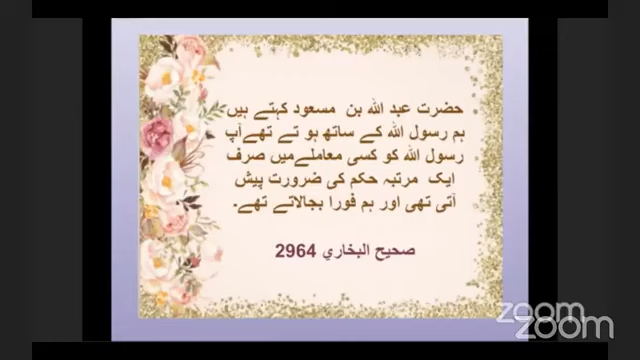 حضرت عبد الله بن مسعود کہتے ہیں
ہم رسول الله کے ساتھ ہو تے تھے آپ
رسول الله کو کسی معاملے میں صرف
ایک مرتبہ حکم کی ضرورت پیش
آتی تھی اور ہم فورا بجالاتے تھے۔
صحيح البخاري 2964
zoom
zoom